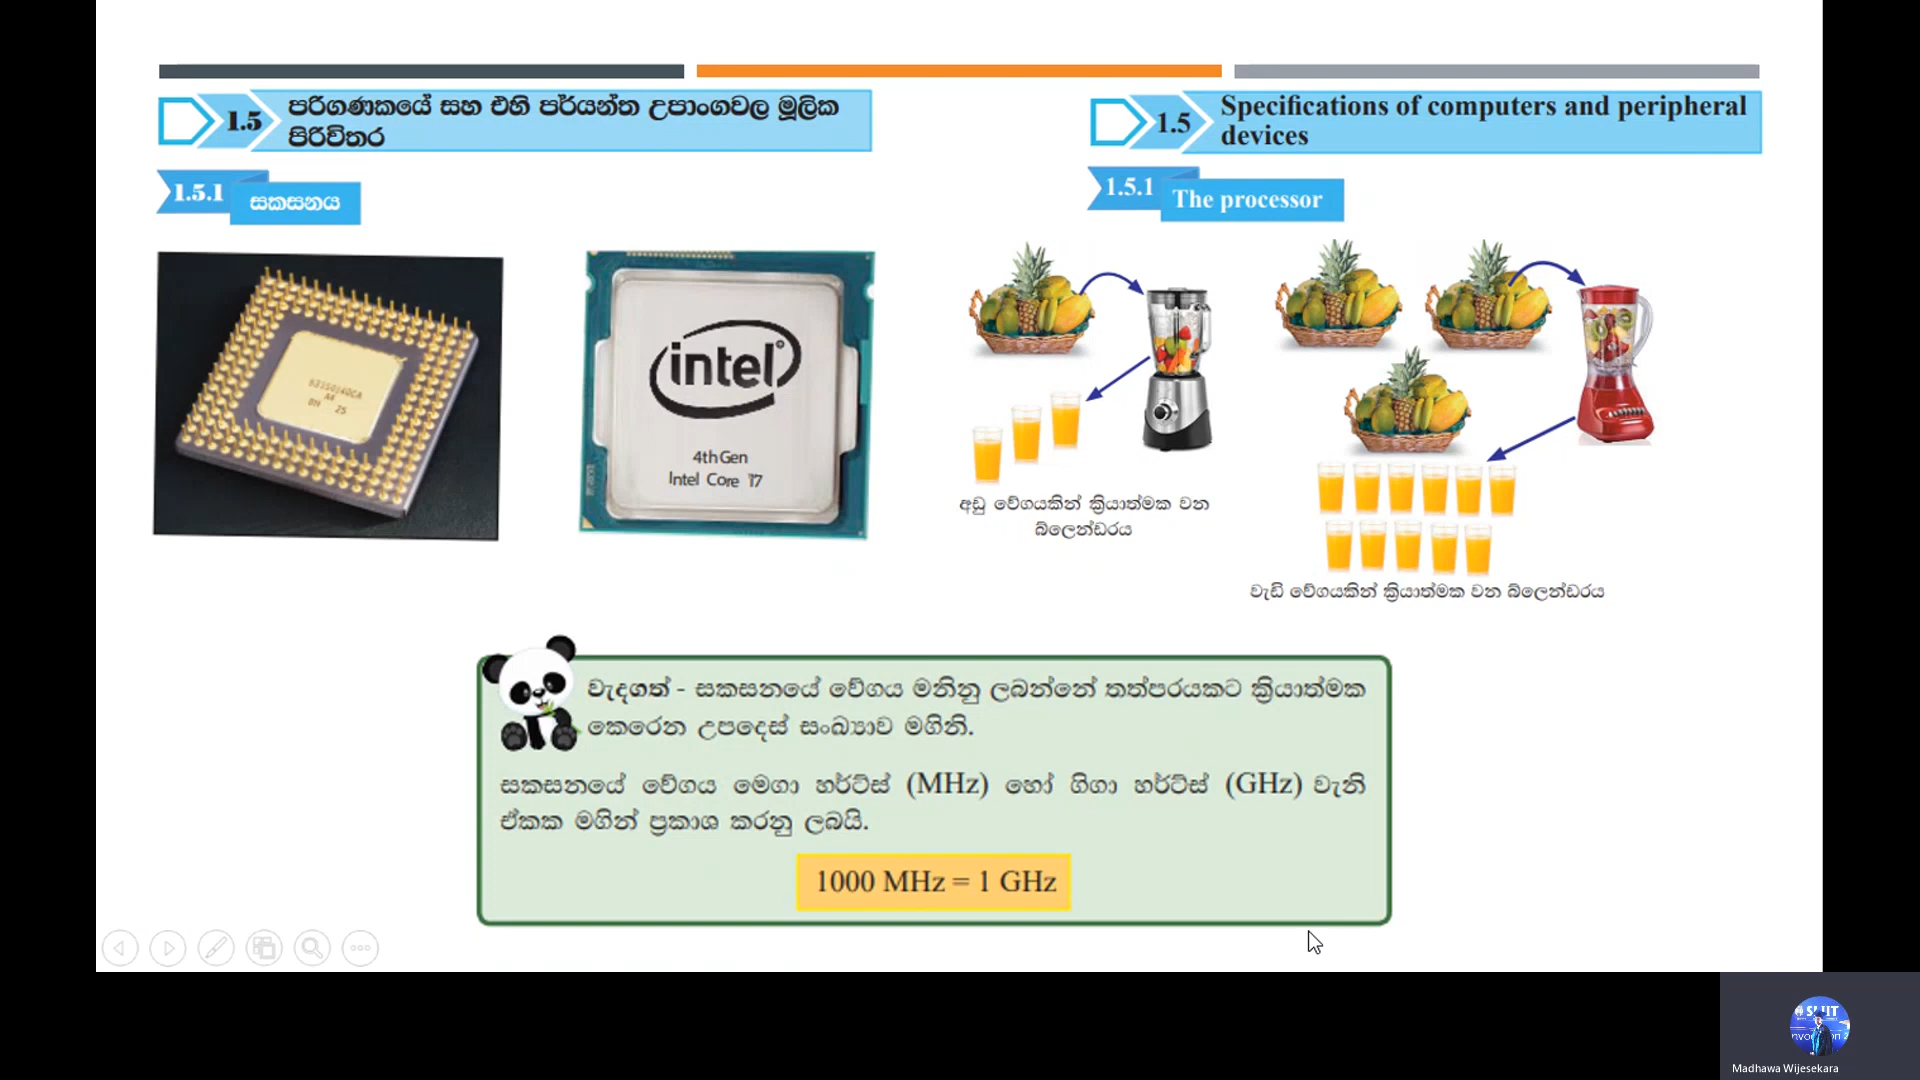 1.5 පරිගණකයේ සහ එහි පර්යන්ත උපාංගවල මූලික
පිරිවිතර
1.5.1 සකසනය
1.5 Specifications of computers and peripheral
devices
1.5.1 The processor
intel
4th Gen
Intel Core i7
අඩු වේගයකින් ක්‍රියාත්මක වන
බ්ලෙන්ඩරය
වැඩි වේගයකින් ක්‍රියාත්මක වන බ්ලෙන්ඩරය
වැදගත් - සකසනයේ වේගය මනිනු ලබන්නේ තත්පරයකට ක්‍රියාත්මක
කෙරෙන උපදෙස් සංඛ්‍යාව මගිනි.
සකසනයේ වේගය මෙගා හර්ට්ස් (MHz) හෝ ගිගා හර්ට්ස් (GHz) වැනි
ඒකක මගින් ප්‍රකාශ කරනු ලබයි.
1000 MHz = 1 GHz
Madhawa Wijesekara